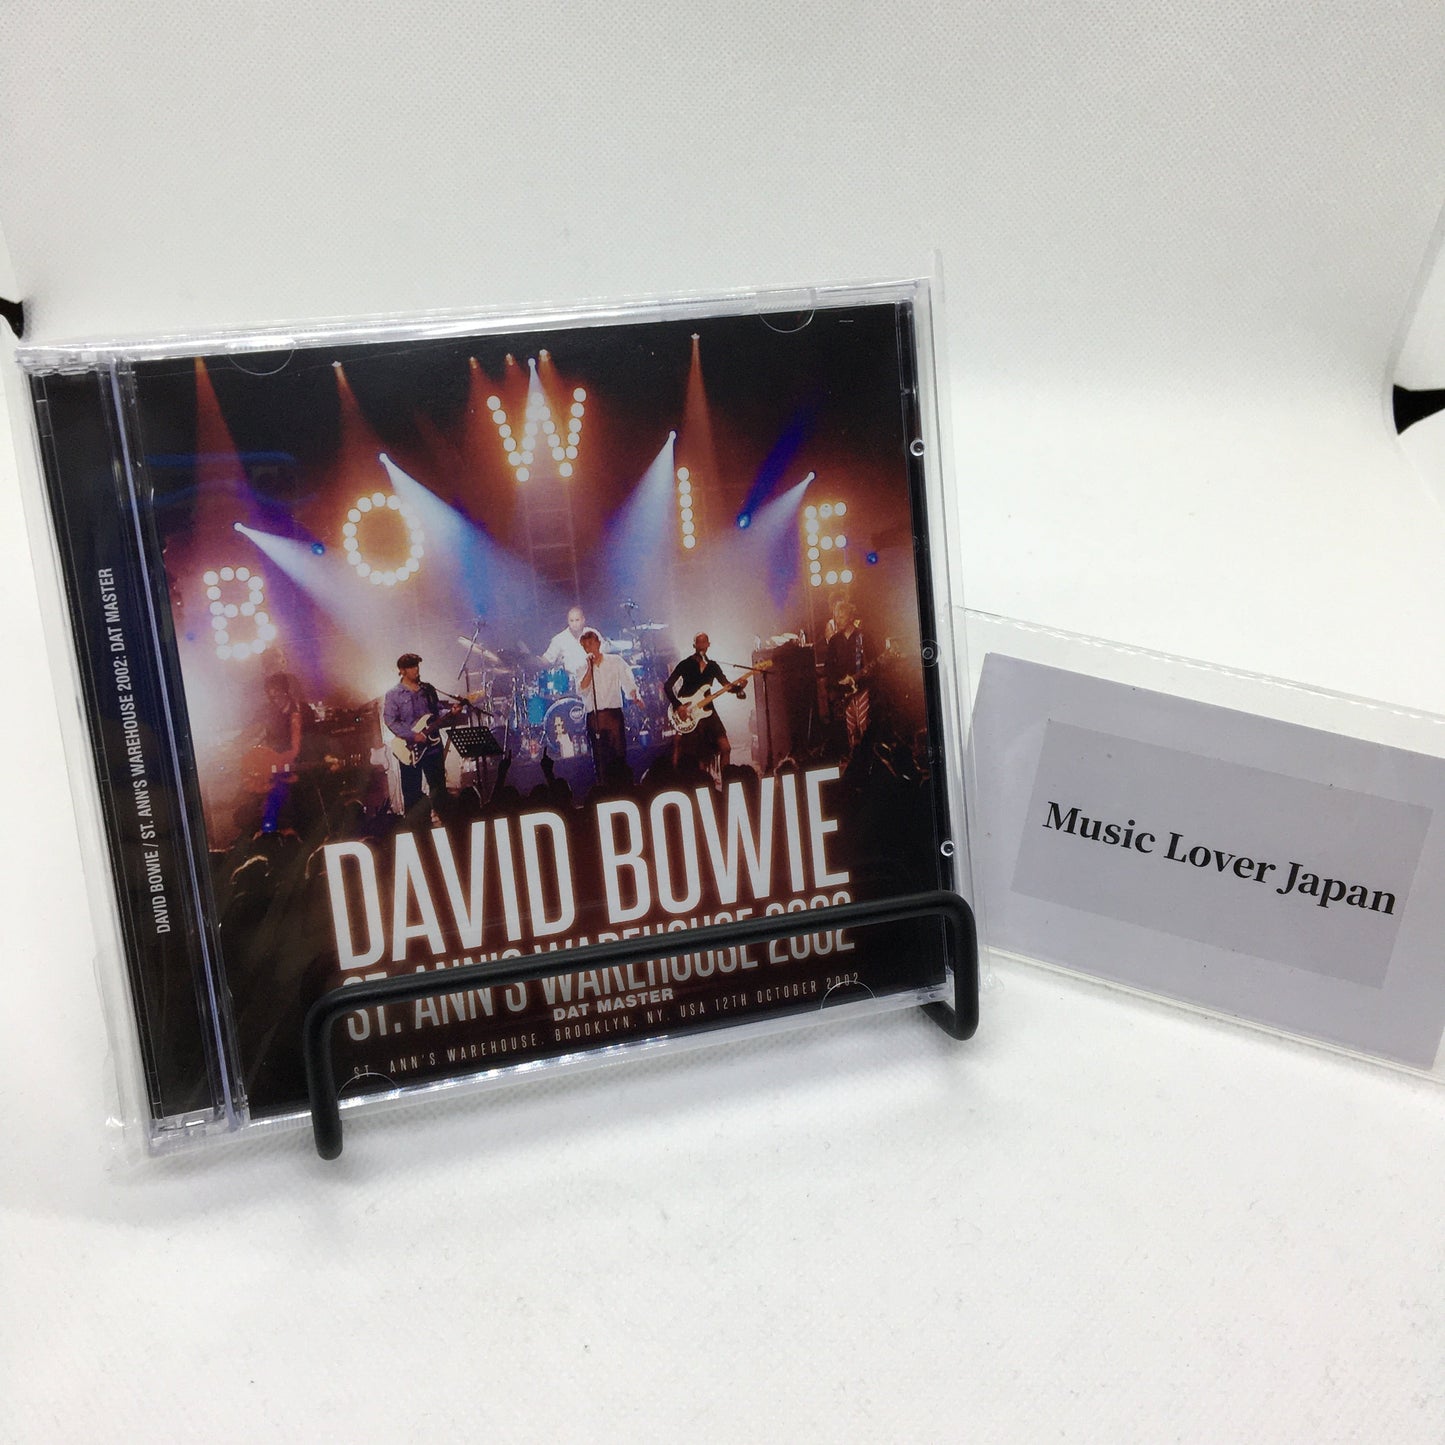 BOWIE
DAVID BOWIE / ST. ANN'S WAREHOUSE 2002: DAT MASTER
DAVID BOWIE
ST. ANN'S WAREHOUSE 2002
DAT MASTER
ST. ANN'S WAREHOUSE, BROOKLYN, NY, USA 12TH OCTOBER 2002
Music Lover Japan